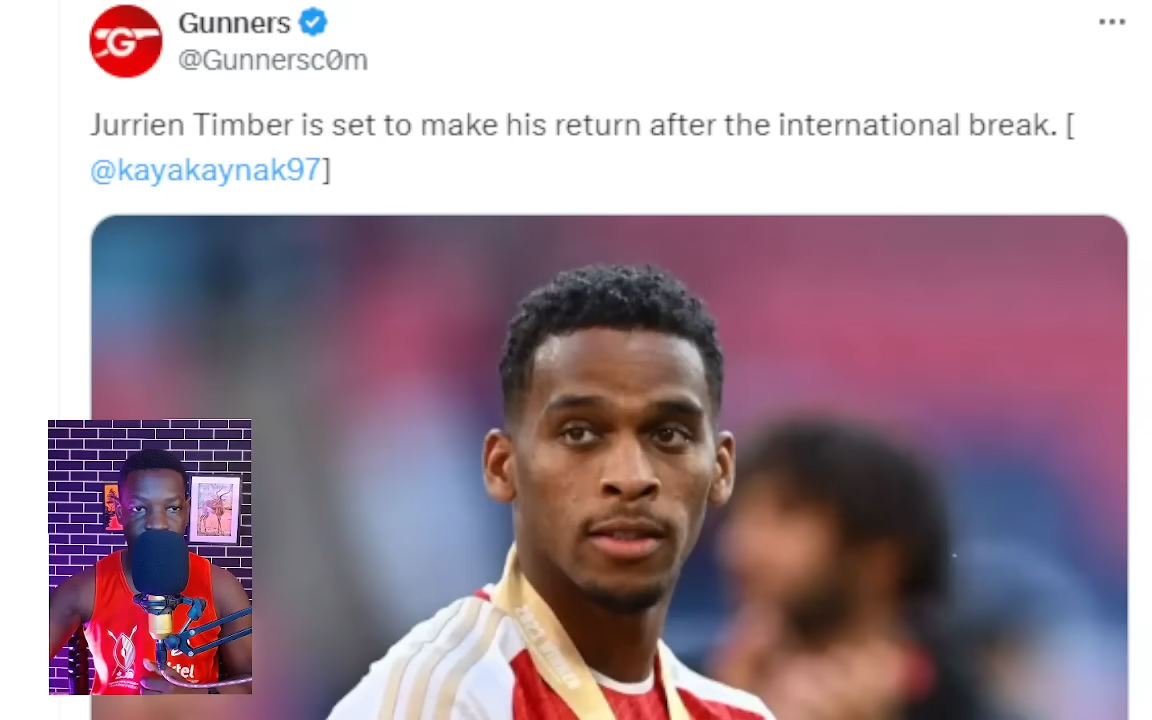 Gunners
@Gunnersc0m
Jurrien Timber is set to make his return after the international break. [
@kayakaynak97]
G